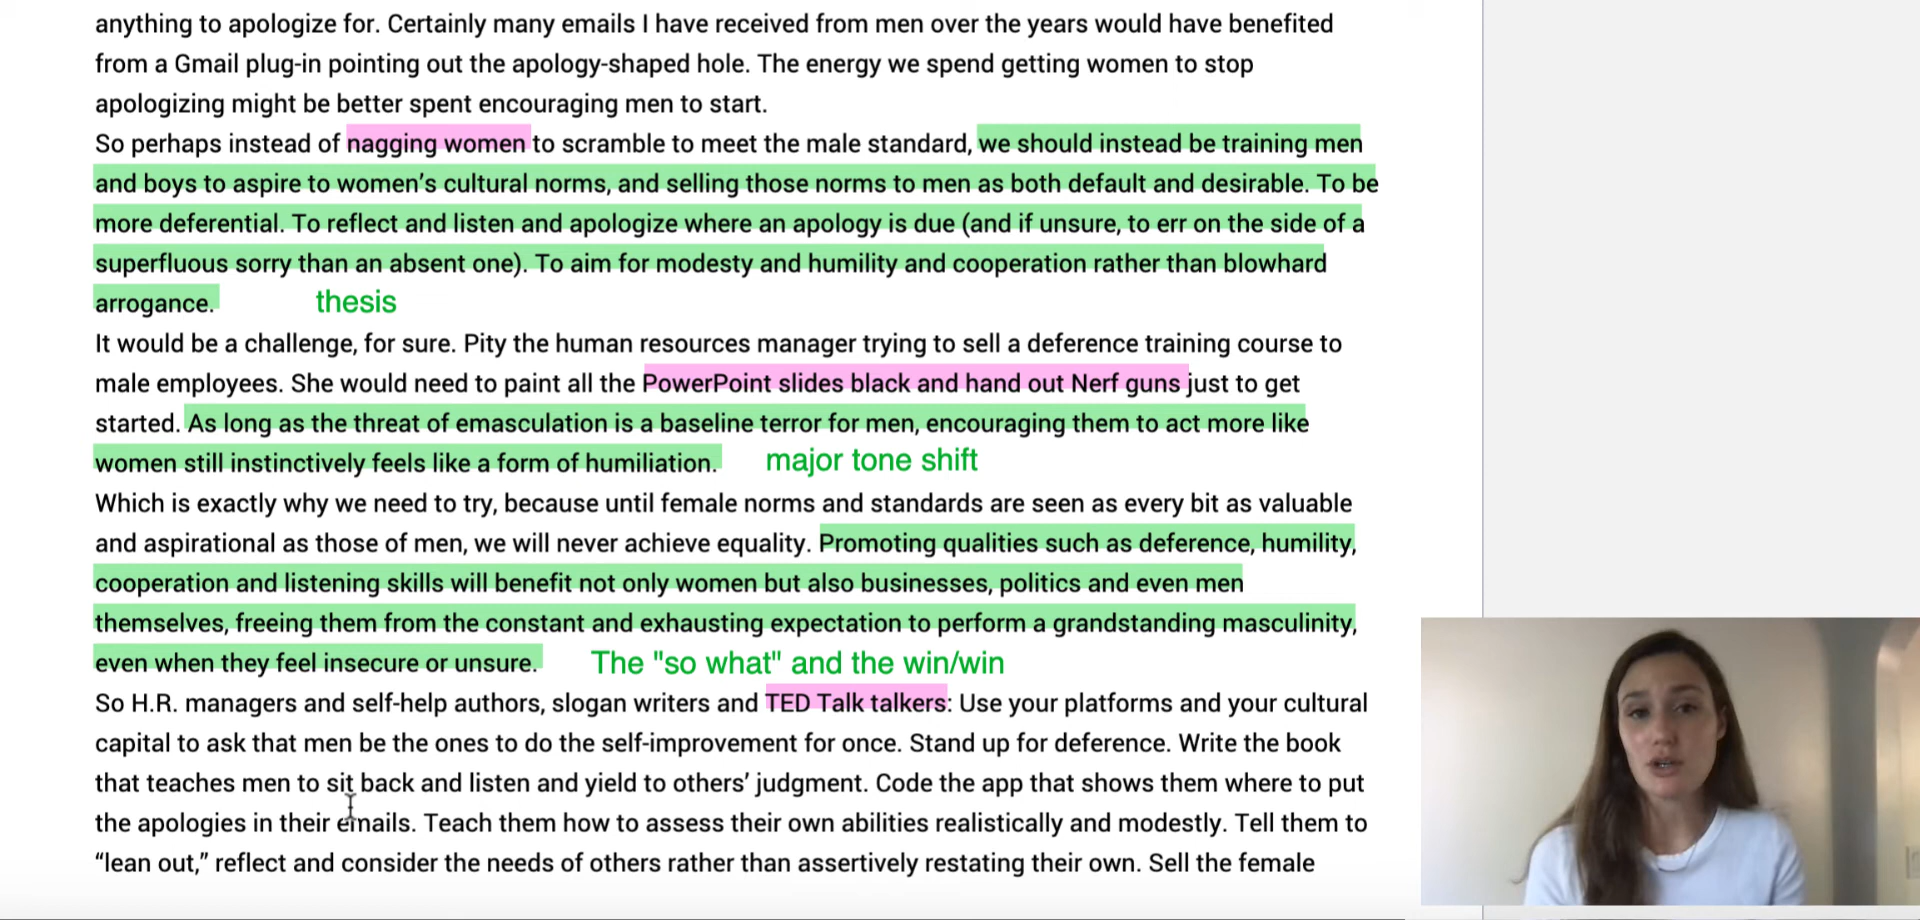 anything to apologize for. Certainly many emails I have received from men over the years would have benefited
from a Gmail plug-in pointing out the apology-shaped hole. The energy we spend getting women to stop
apologizing might be better spent encouraging men to start.
So perhaps instead of nagging women to scramble to meet the male standard, we should instead be training men
and boys to aspire to women’s cultural norms, and selling those norms to men as both default and desirable. To be
more deferential. To reflect and listen and apologize where an apology is due (and if unsure, to err on the side of a
superfluous sorry than an absent one). To aim for modesty and humility and cooperation rather than blowhard
arrogance. thesis
It would be a challenge, for sure. Pity the human resources manager trying to sell a deference training course to
male employees. She would need to paint all the PowerPoint slides black and hand out Nerf guns just to get
started. As long as the threat of emasculation is a baseline terror for men, encouraging them to act more like
women still instinctively feels like a form of humiliation. major tone shift
Which is exactly why we need to try, because until female norms and standards are seen as every bit as valuable
and aspirational as those of men, we will never achieve equality. Promoting qualities such as deference, humility,
cooperation and listening skills will benefit not only women but also businesses, politics and even men
themselves, freeing them from the constant and exhausting expectation to perform a grandstanding masculinity,
even when they feel insecure or unsure. The "so what" and the win/win
So H.R. managers and self-help authors, slogan writers and TED Talk talkers: Use your platforms and your cultural
capital to ask that men be the ones to do the self-improvement for once. Stand up for deference. Write the book
that teaches men to sit back and listen and yield to others’ judgment. Code the app that shows them where to put
the apologies in their emails. Teach them how to assess their own abilities realistically and modestly. Tell them to
“lean out,” reflect and consider the needs of others rather than assertively restating their own. Sell the female